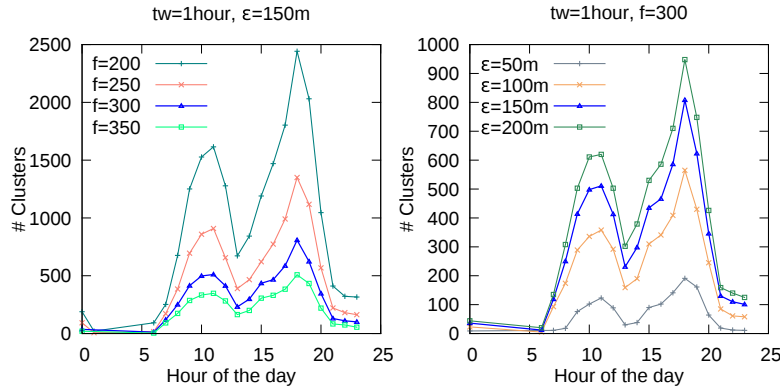 tw=1hour, ε=150m
2500
2000
1500
1000
500
0
f=200
f=250
f=300
f=350
# Clusters
0 5 10 15 20 25
Hour of the day
tw=1hour, f=300
1000
900
800
700
600
500
400
300
200
100
0
ε=50m
ε=100m
ε=150m
ε=200m
# Clusters
0 5 10 15 20 25
Hour of the day